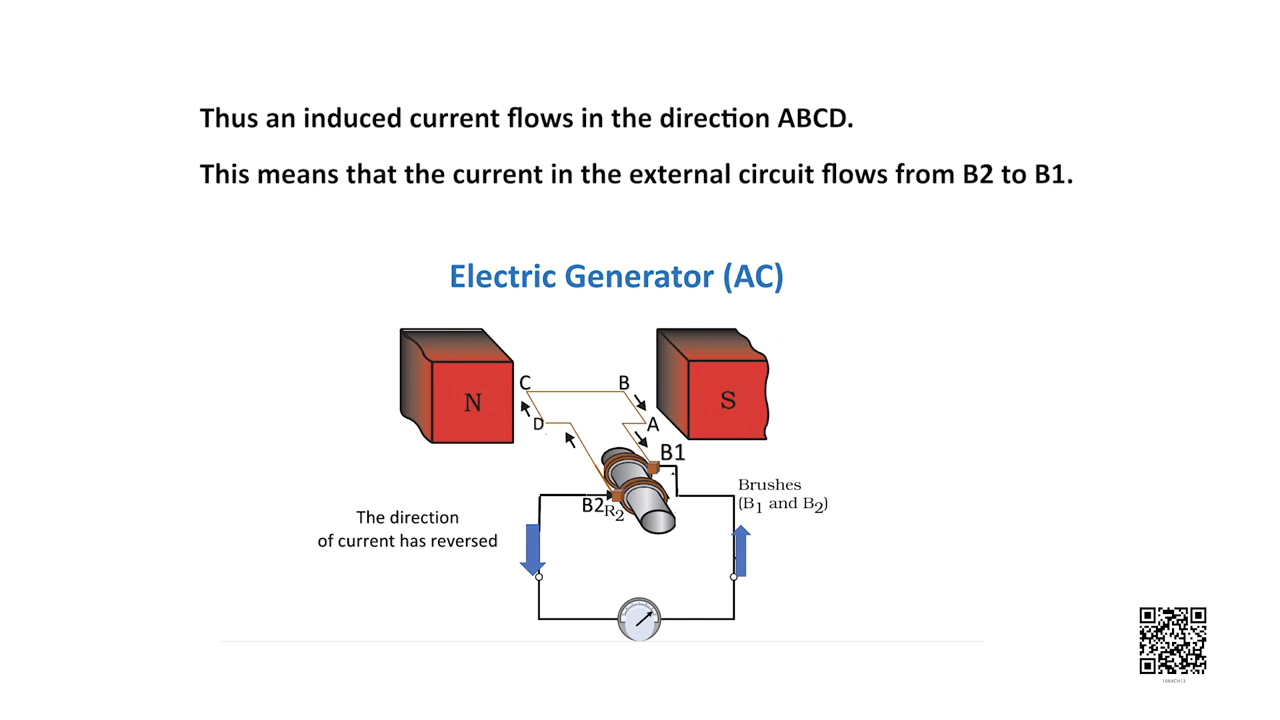 Thus an induced current flows in the direction ABCD.
This means that the current in the external circuit flows from B2 to B1.
Electric Generator (AC)
N
S
C
B
D
A
B1
B2
R2
Brushes
(B1 and B2)
The direction
of current has reversed
1064CH13